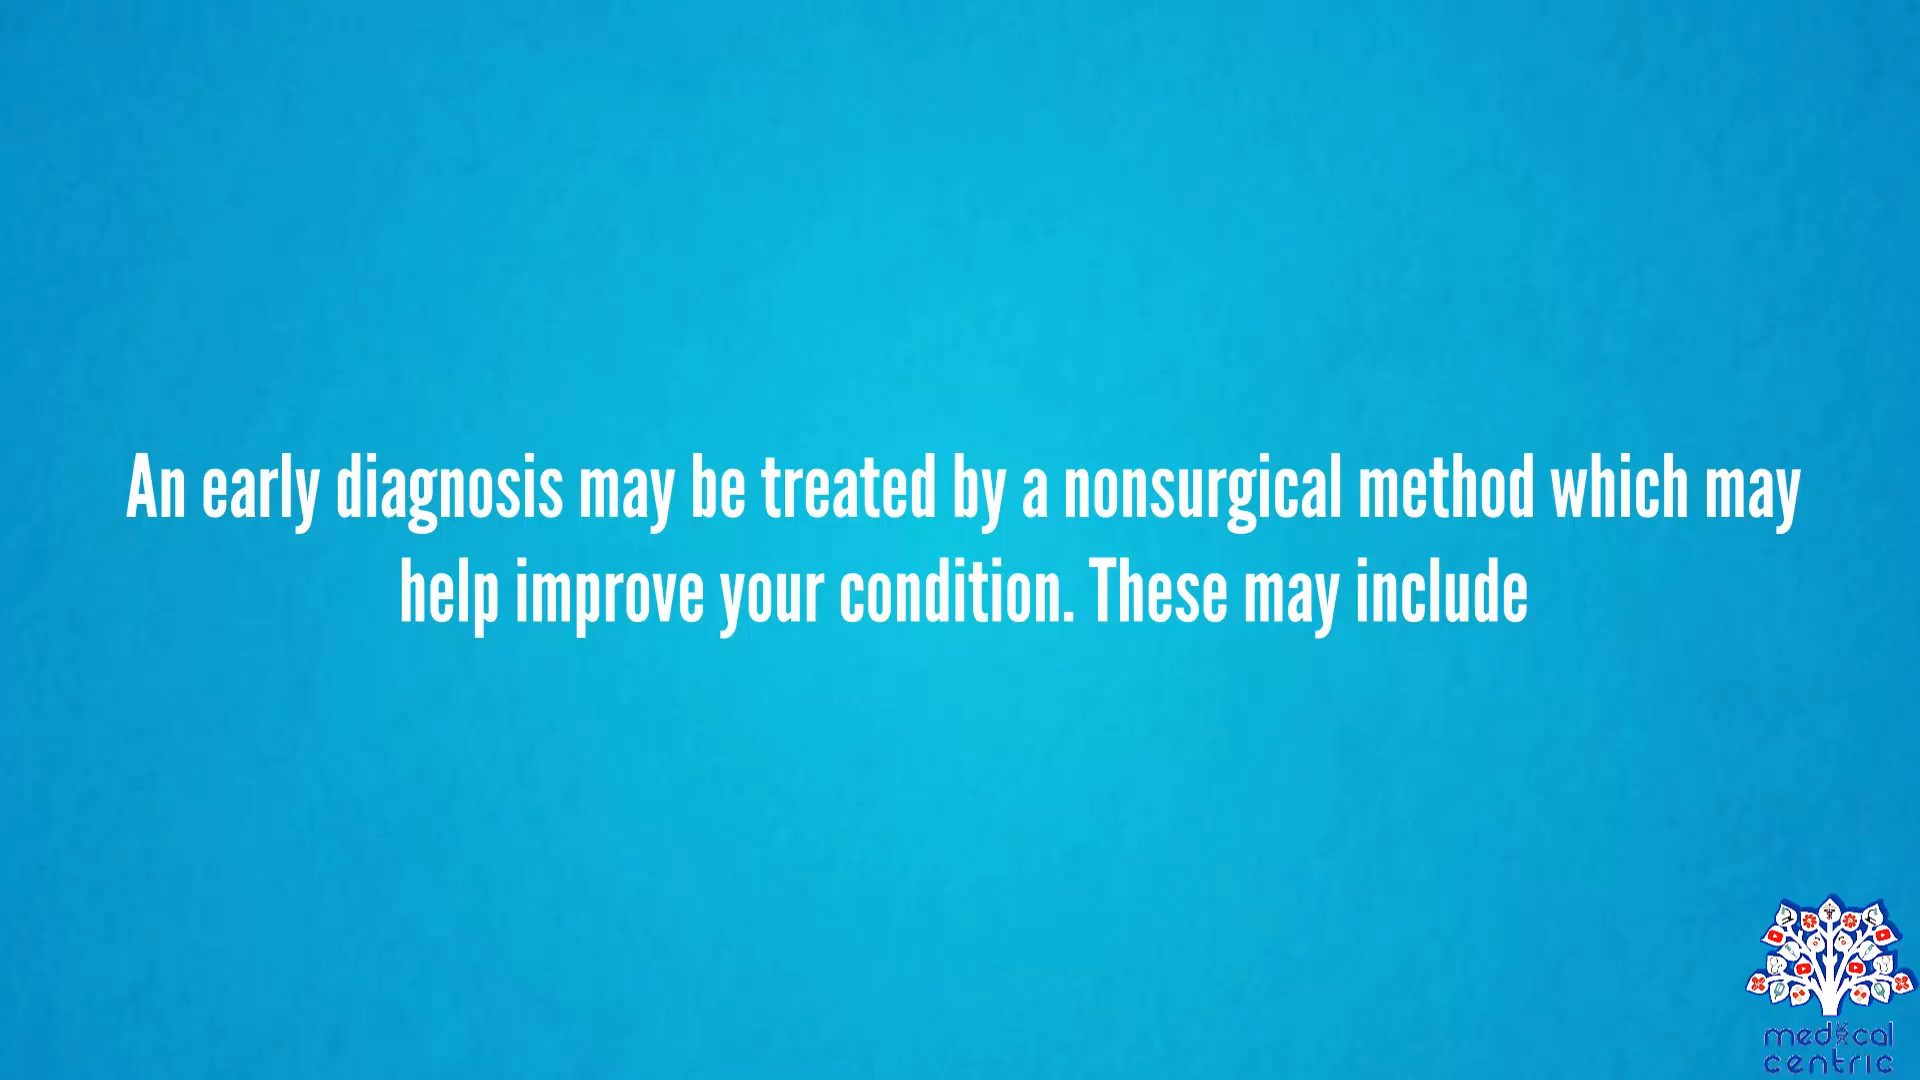 An early diagnosis may be treated by a nonsurgical method which may
help improve your condition. These may include
medical
centric